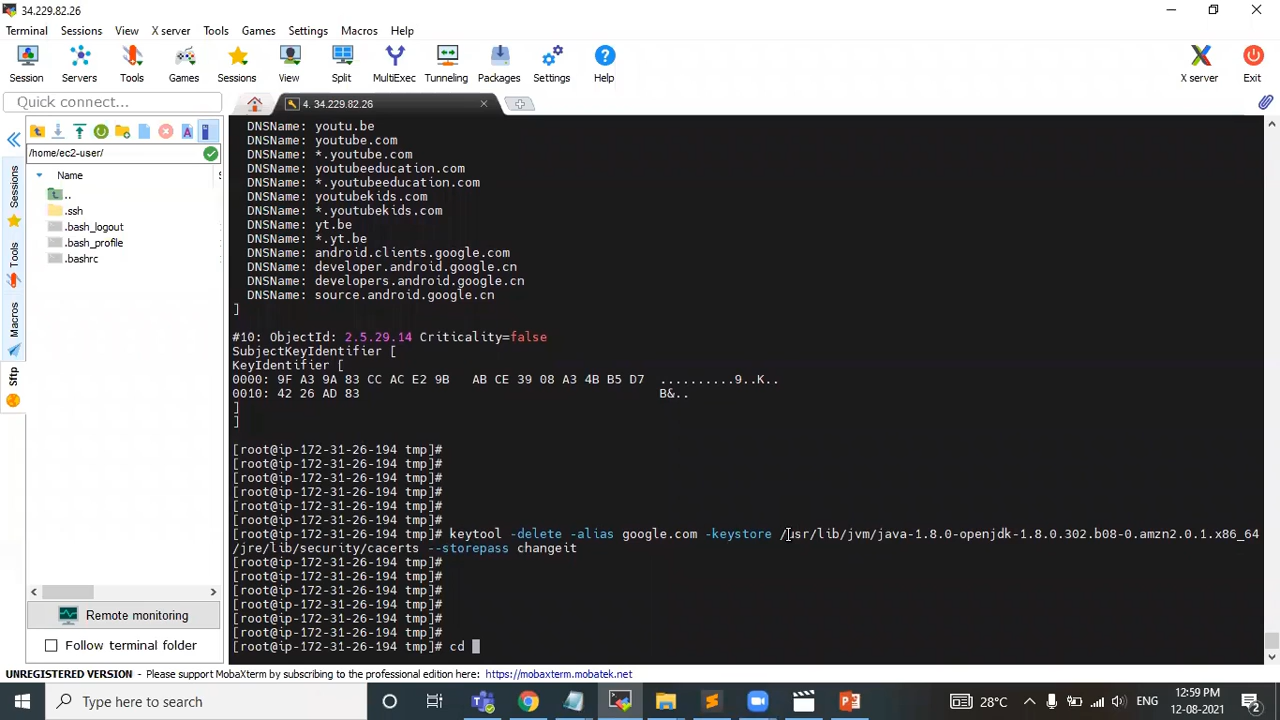 34.229.82.26
Terminal Sessions View X server Tools Games Settings Macros Help
Session Servers Tools Games Sessions View Split MultiExec Tunneling Packages Settings Help X server Exit
Quick connect...
4. 34.229.82.26
/home/ec2-user/
Name
..
.ssh
.bash_logout
.bash_profile
.bashrc
Sessions
Tools
Macros
Sftp
DNSName: youtu.be
DNSName: youtube.com
DNSName: *.youtube.com
DNSName: youtubeeducation.com
DNSName: *.youtubeeducation.com
DNSName: youtubekids.com
DNSName: *.youtubekids.com
DNSName: yt.be
DNSName: *.yt.be
DNSName: android.clients.google.com
DNSName: developer.android.google.cn
DNSName: developers.android.google.cn
DNSName: source.android.google.cn
]
#10: ObjectId: 2.5.29.14 Criticality=false
SubjectKeyIdentifier [
KeyIdentifier [
0000: 9F A3 9A 83 CC AC E2 9B   AB CE 39 08 A3 4B B5 D7  ..........9..K..
0010: 42 26 AD 83                                        B&..
]
]
[root@ip-172-31-26-194 tmp]#
[root@ip-172-31-26-194 tmp]#
[root@ip-172-31-26-194 tmp]#
[root@ip-172-31-26-194 tmp]#
[root@ip-172-31-26-194 tmp]#
[root@ip-172-31-26-194 tmp]#
[root@ip-172-31-26-194 tmp]# keytool -delete -alias google.com -keystore /usr/lib/jvm/java-1.8.0-openjdk-1.8.0.302.b08-0.amzn2.0.1.x86_64
/jre/lib/security/cacerts --storepass changeit
[root@ip-172-31-26-194 tmp]#
[root@ip-172-31-26-194 tmp]#
[root@ip-172-31-26-194 tmp]#
[root@ip-172-31-26-194 tmp]#
[root@ip-172-31-26-194 tmp]#
[root@ip-172-31-26-194 tmp]#
[root@ip-172-31-26-194 tmp]# cd
Remote monitoring
Follow terminal folder
UNREGISTERED VERSION - Please support MobaXterm by subscribing to the professional edition here: https://mobaxterm.mobatek.net
Type here to search
28°C
ENG
12:59 PM
12-08-2021
2